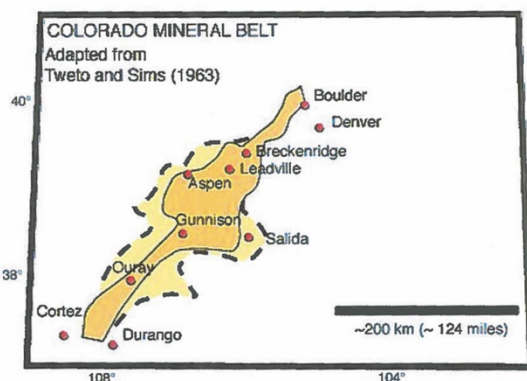 COLORADO MINERAL BELT
Adapted from
Tweto and Sims (1963)
40°
Boulder
Denver
Breckenridge
Leadville
Aspen
Gunnison
Salida
38°
Ouray
Cortez
Durango
~200 km (~ 124 miles)
108°
104°